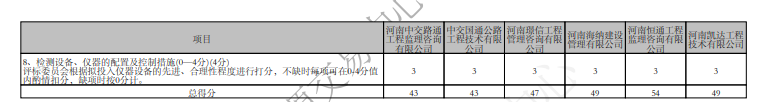 项目
河南中交路通工程监理咨询有限公司
中交国通公路工程技术有限公司
河南璟信工程管理咨询有限公司
河南海纳建设管理有限公司
河南恒通工程监理咨询有限公司
河南凯达工程技术有限公司
8、检测设备、仪器的配置及控制措施(0—4分)(4分)
评标委员会根据拟投入仪器设备的先进、合理性程度进行打分，不缺时每项可在0/4分值
内酌情扣分，缺项时按0分计。
3 3 3 3 3 3
总得分 43 43 47 49 54 49
交易中心